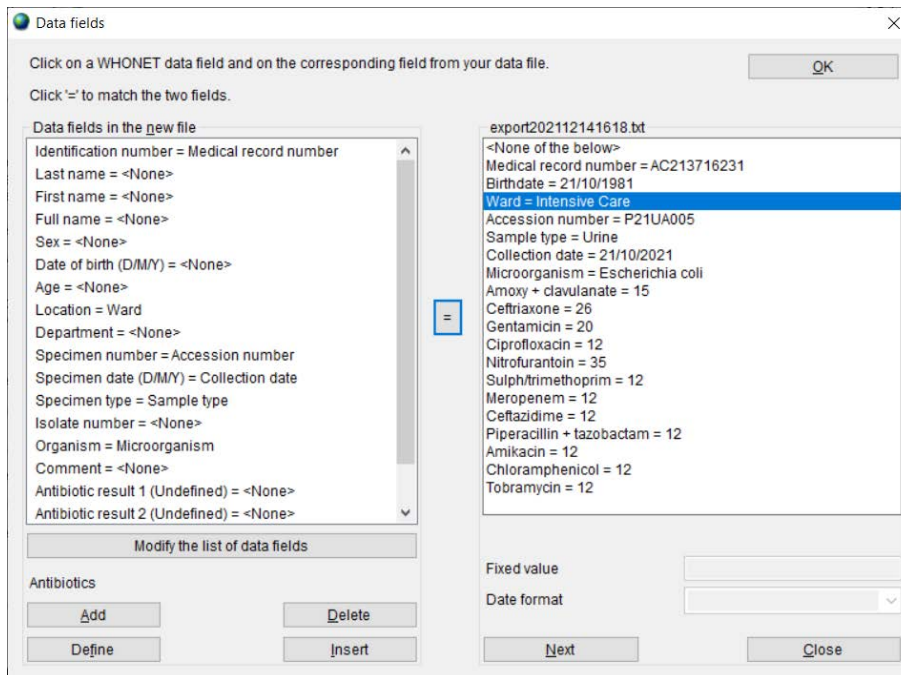 Data fields
Click on a WHONET data field and on the corresponding field from your data file.
OK
Click '=' to match the two fields.
Data fields in the new file
Identification number = Medical record number
Last name = <None>
First name = <None>
Full name = <None>
Sex = <None>
Date of birth (D/M/Y) = <None>
Age = <None>
Location = Ward
Department = <None>
Specimen number = Accession number
Specimen date (D/M/Y) = Collection date
Specimen type = Sample type
Isolate number = <None>
Organism = Microorganism
Comment = <None>
Antibiotic result 1 (Undefined) = <None>
Antibiotic result 2 (Undefined) = <None>
Modify the list of data fields
Antibiotics
Add
Delete
Define
Insert
=
export202112141618.txt
<None of the below>
Medical record number = AC213716231
Birthdate = 21/10/1981
Ward = Intensive Care
Accession number = P21UA005
Sample type = Urine
Collection date = 21/10/2021
Microorganism = Escherichia coli
Amoxy + clavulanate = 15
Ceftriaxone = 26
Gentamicin = 20
Ciprofloxacin = 12
Nitrofurantoin = 35
Sulph/trimethoprim = 12
Meropenem = 12
Ceftazidime = 12
Piperacillin + tazobactam = 12
Amikacin = 12
Chloramphenicol = 12
Tobramycin = 12
Fixed value
Date format
Next
Close